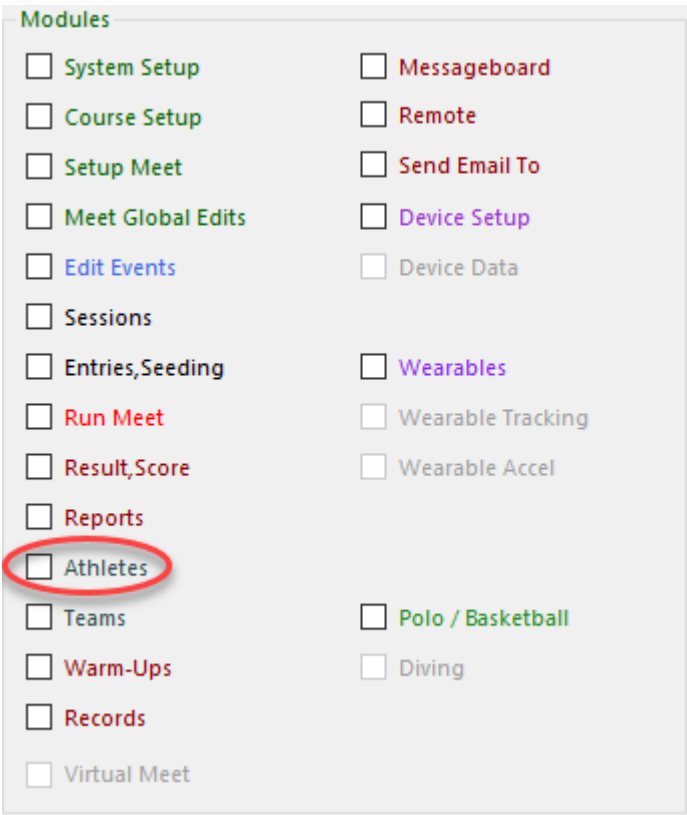 Modules
System Setup
Course Setup
Setup Meet
Meet Global Edits
Edit Events
Sessions
Entries,Seeding
Run Meet
Result,Score
Reports
Athletes
Teams
Warm-Ups
Records
Virtual Meet
Messageboard
Remote
Send Email To
Device Setup
Device Data
Wearables
Wearable Tracking
Wearable Accel
Polo / Basketball
Diving